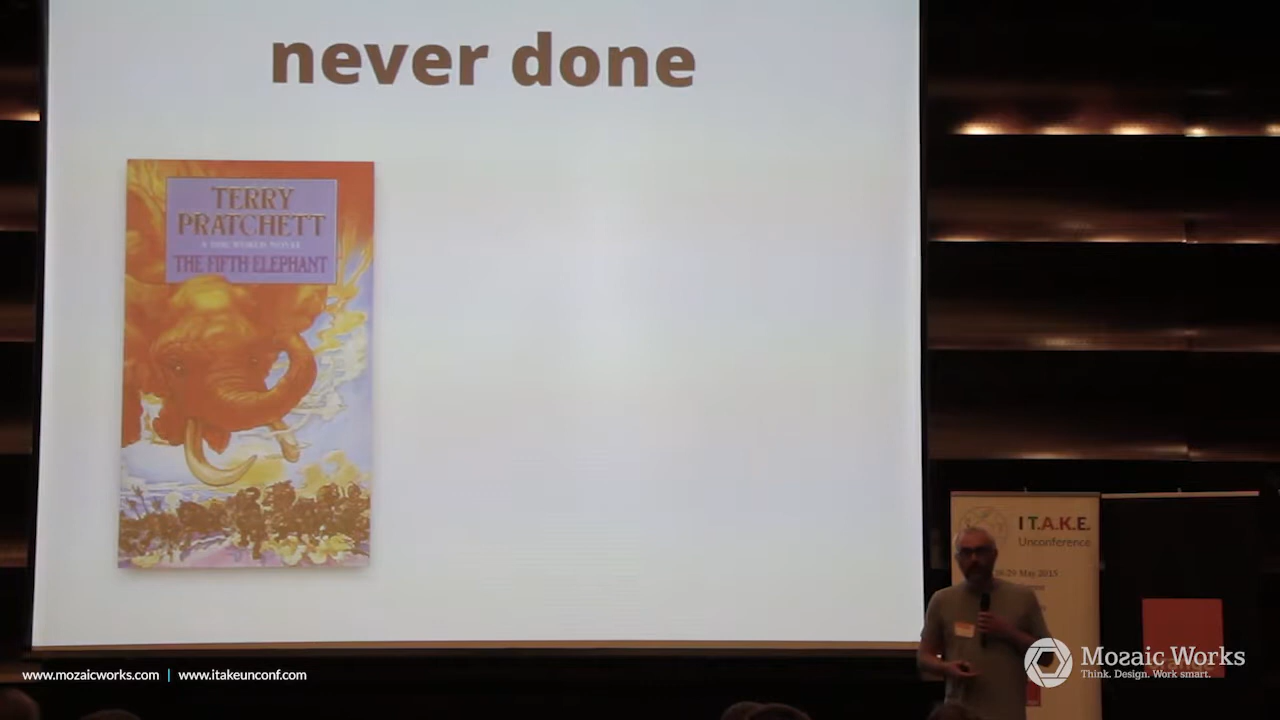 never done
TERRY
PRATCHETT
A DISCWORLD NOVEL
THE FIFTH ELEPHANT
I T.A.K.E.
Unconference
May 2015
www.mozaicworks.com | www.itakeunconf.com
Mozaic Works
Think. Design. Work smart.